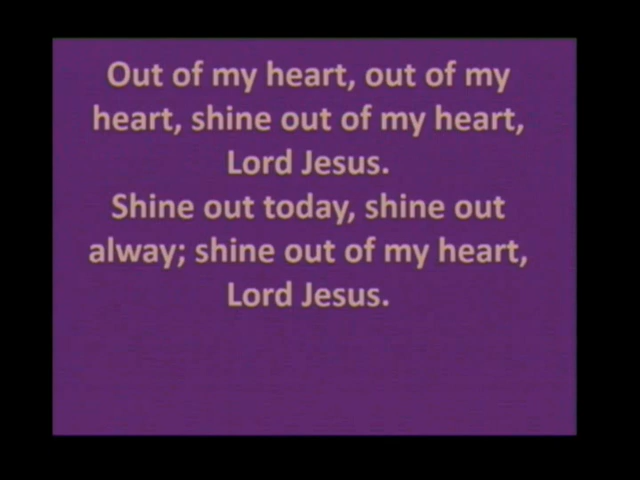 Out of my heart, out of my
heart, shine out of my heart,
Lord Jesus.
Shine out today, shine out
alway; shine out of my heart,
Lord Jesus.